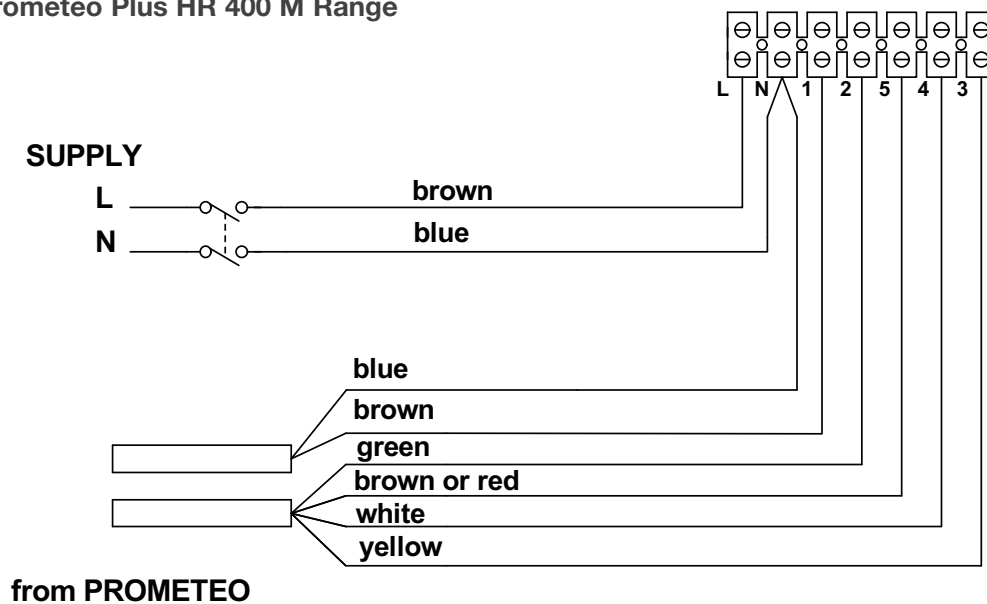 rometeo Plus HR 400 M Range
L N 1 2 5 4 3
SUPPLY
L
brown
N
blue
blue
brown
green
brown or red
white
yellow
from PROMETEO